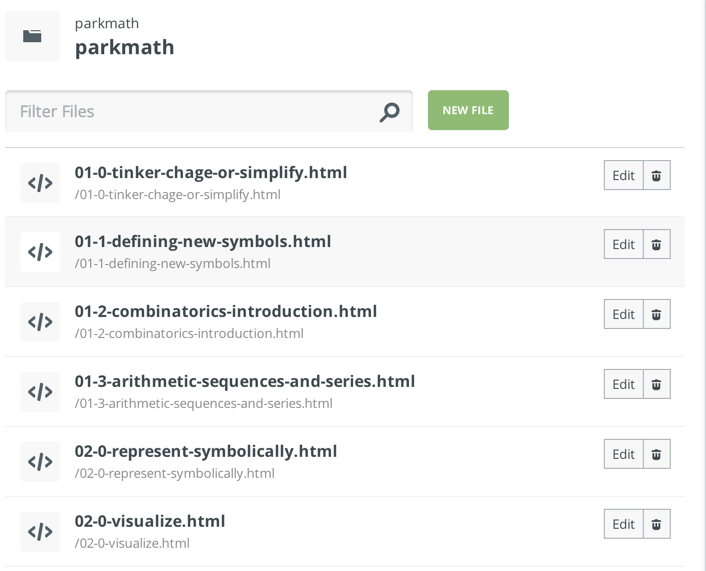 parkmath
parkmath
Filter Files
NEW FILE
01-0-tinker-chage-or-simplify.html
/01-0-tinker-chage-or-simplify.html
Edit
01-1-defining-new-symbols.html
/01-1-defining-new-symbols.html
Edit
01-2-combinatorics-introduction.html
/01-2-combinatorics-introduction.html
Edit
01-3-arithmetic-sequences-and-series.html
/01-3-arithmetic-sequences-and-series.html
Edit
02-0-represent-symbolically.html
/02-0-represent-symbolically.html
Edit
02-0-visualize.html
/02-0-visualize.html
Edit